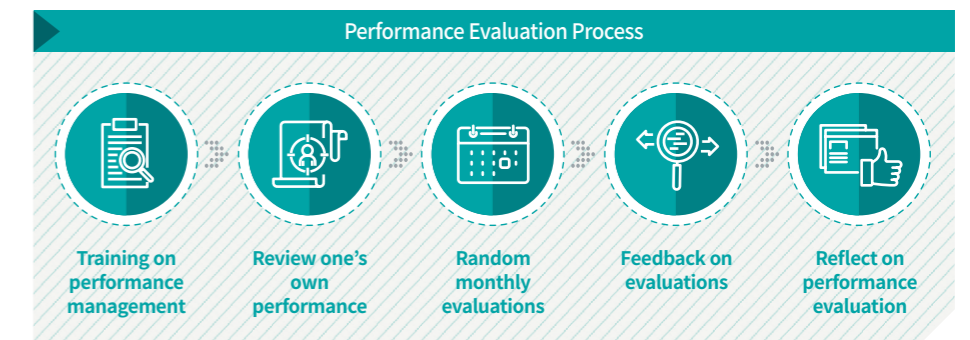 Performance Evaluation Process
Training on
performance
management
Review one’s
own
performance
Random
monthly
evaluations
Feedback on
evaluations
Reflect on
performance
evaluation